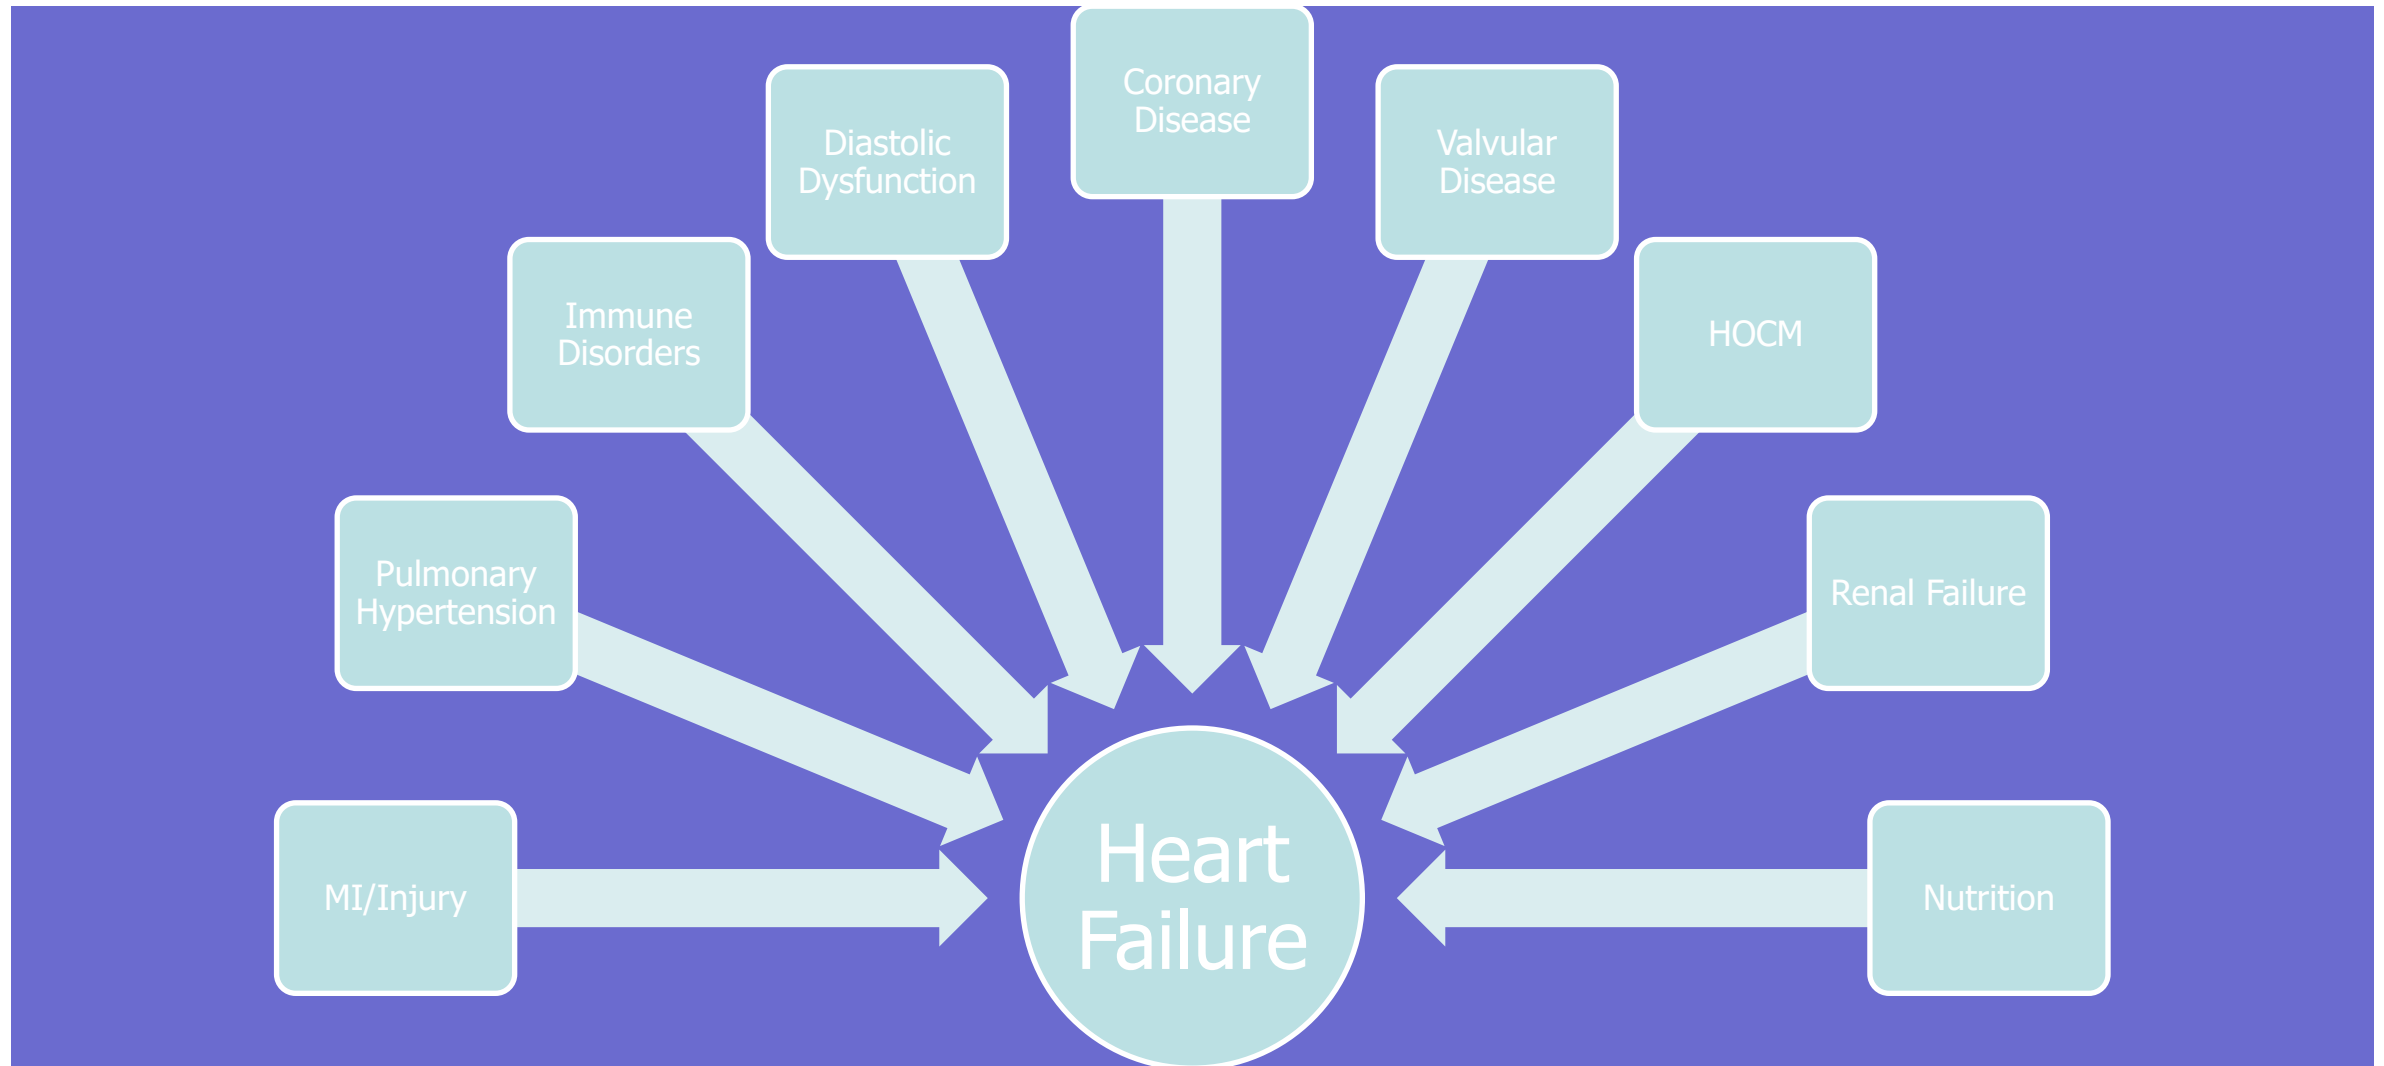 Coronary
Disease
Diastolic
Dysfunction
Valvular
Disease
Immune
Disorders
HOCM
Pulmonary
Hypertension
Renal Failure
MI/Injury
Heart
Failure
Nutrition